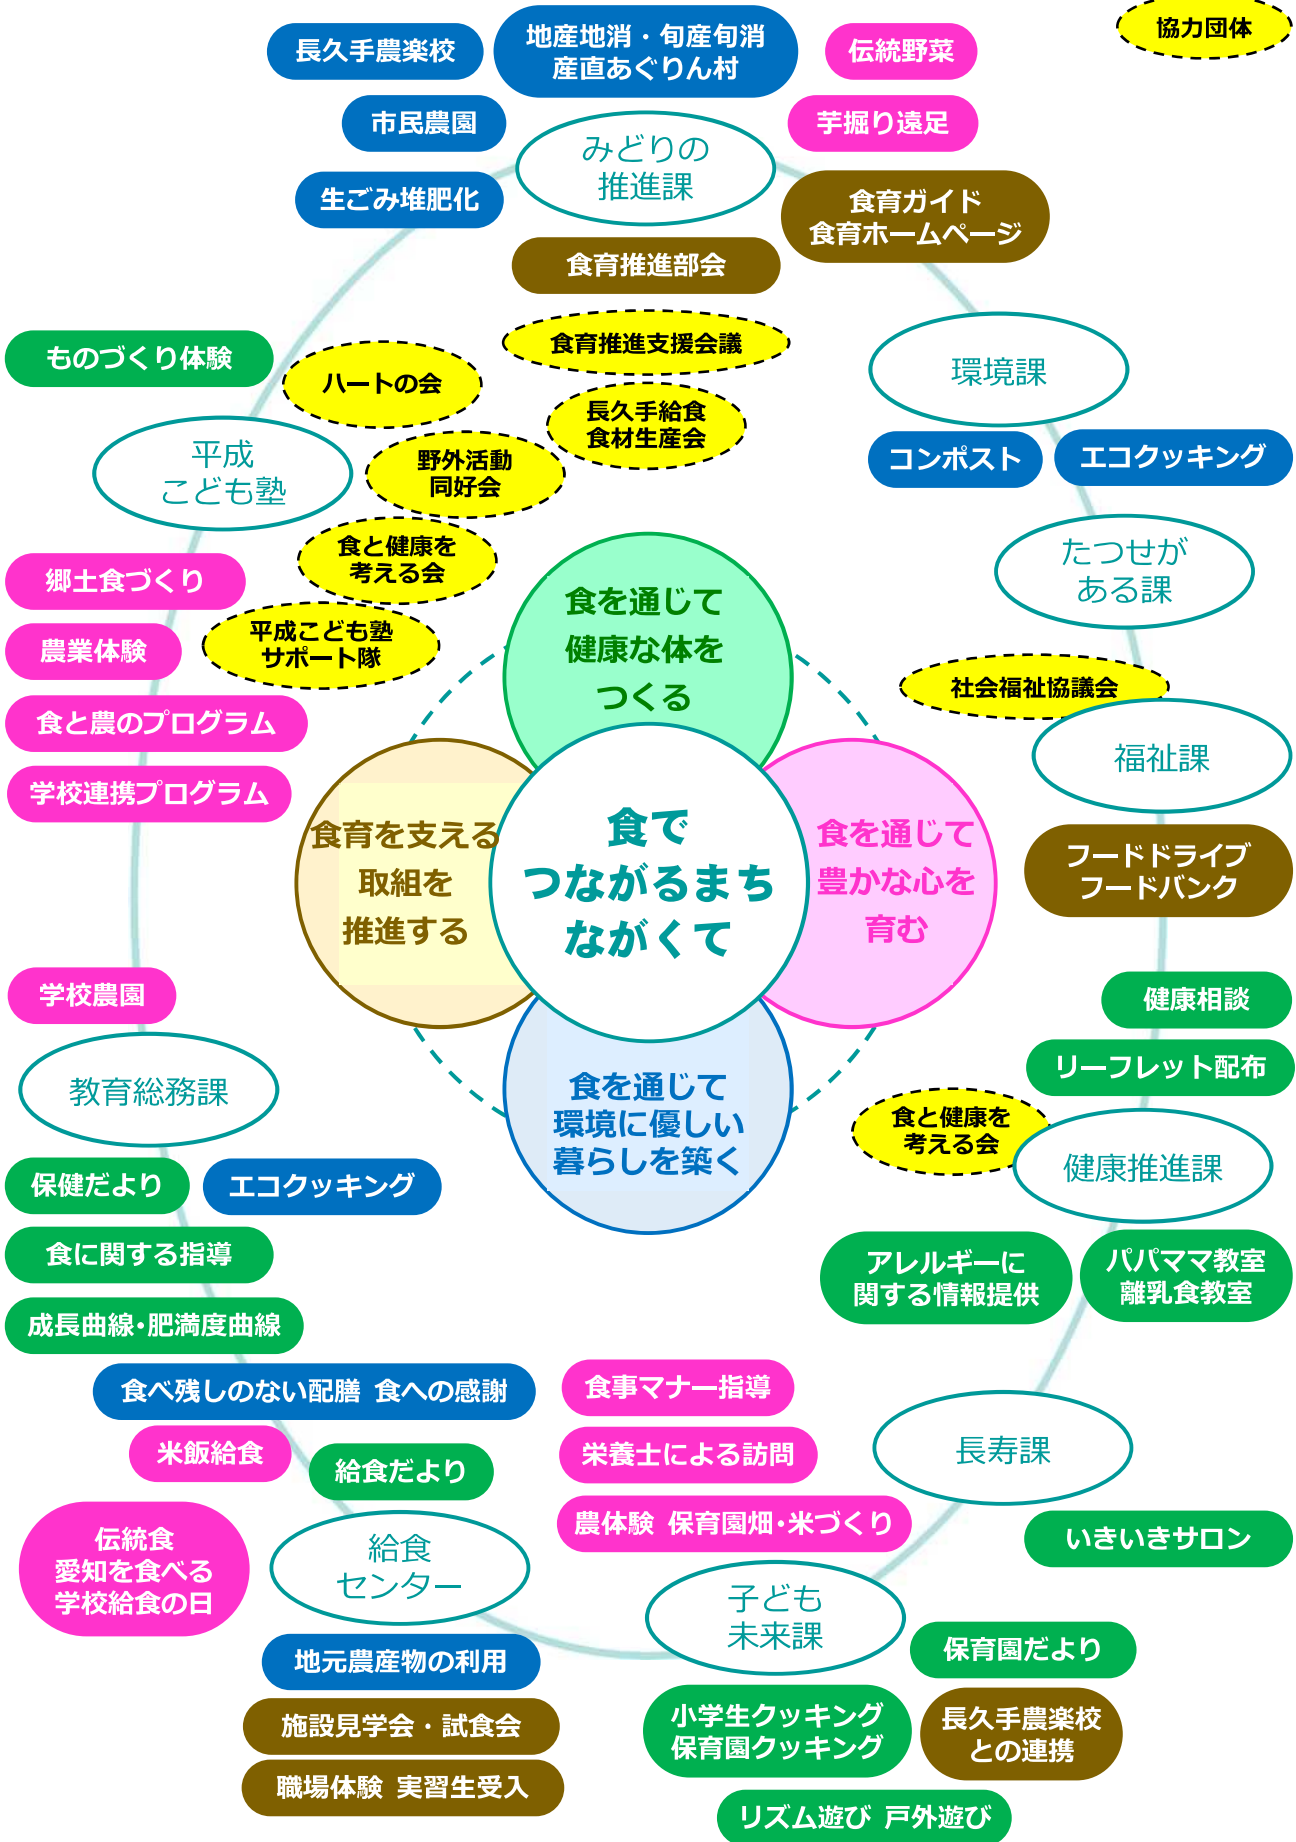 協力団体
長久手農楽校
地産地消・旬産旬消
産直あぐりん村
伝統野菜
市民農園
芋掘り遠足
みどりの
推進課
生ごみ堆肥化
食育ガイド
食育ホームページ
食育推進部会
ものづくり体験
ハートの会
食育推進支援会議
環境課
長久手給食
食材生産会
平成
こども塾
野外活動
同好会
コンポスト
エコクッキング
食と健康を
考える会
たつせが
ある課
郷土食づくり
農業体験
平成こども塾
サポート隊
食を通じて
健康な体を
つくる
社会福祉協議会
福祉課
食と農のプログラム
学校連携プログラム
食育を支える
取組を
推進する
食で
つながるまち
ながくて
食を通じて
豊かな心を
育む
フードドライブ
フードバンク
学校農園
健康相談
リーフレット配布
教育総務課
食を通じて
環境に優しい
暮らしを築く
食と健康を
考える会
健康推進課
保健だより
エコクッキング
食に関する指導
アレルギーに
関する情報提供
パパママ教室
離乳食教室
成長曲線・肥満度曲線
食べ残しのない配膳 食への感謝
食事マナー指導
米飯給食
給食だより
栄養士による訪問
長寿課
伝統食
愛知を食べる
学校給食の日
給食
センター
農体験 保育園畑・米づくり
いきいきサロン
子ども
未来課
地元農産物の利用
保育園だより
施設見学会・試食会
小学生クッキング
保育園クッキング
長久手農楽校
との連携
職場体験 実習生受入
リズム遊び 戸外遊び